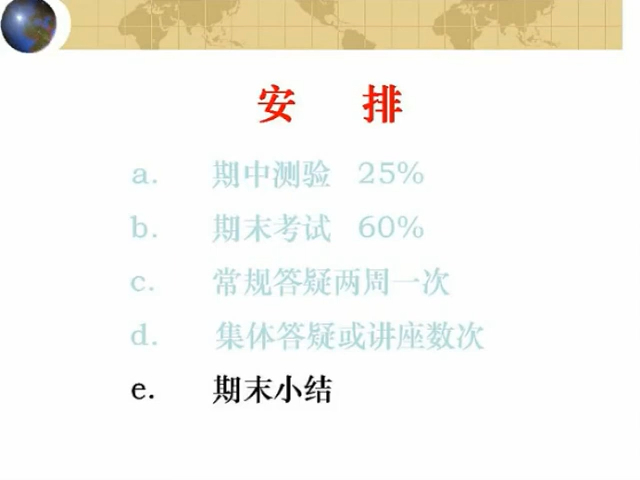 安 排
a. 期中测验 25%
b. 期末考试 60%
c. 常规答疑两周一次
d. 集体答疑或讲座数次
e. 期末小结